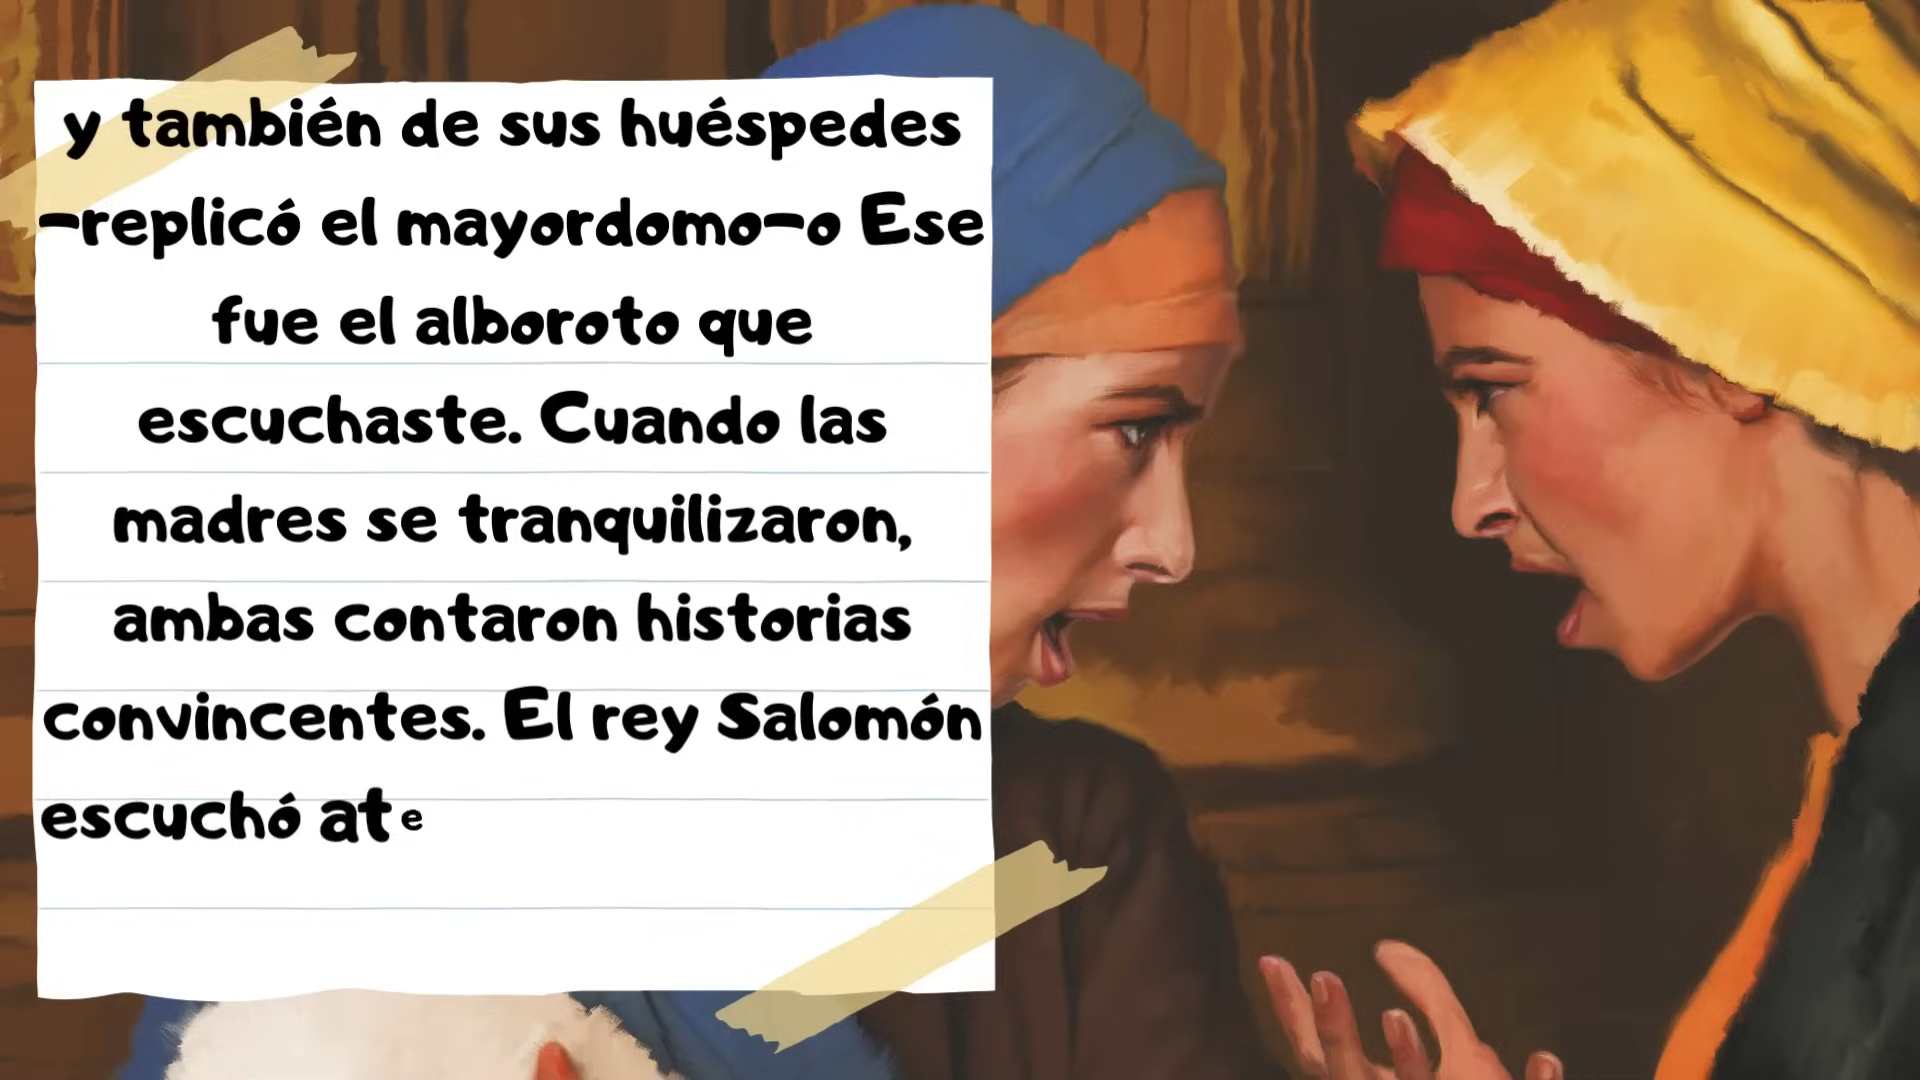 y también de sus huéspedes
-replicó el mayordomo-o Ese
fue el alboroto que
escuchaste. Cuando las
madres se tranquilizaron,
ambas contaron historias
convincentes. El rey Salomón
escuchó ate